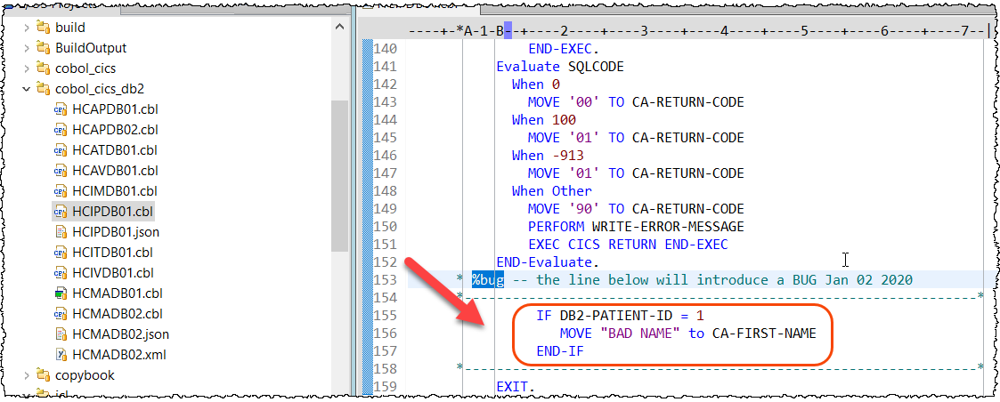 build
BuildOutput
cobol_cics
cobol_cics_db2
HCAPDB01.cbl
HCAPDB02.cbl
HCATDB01.cbl
HCAVDB01.cbl
HCIMDB01.cbl
HCIPDB01.cbl
HCIPDB01.json
HCITDB01.cbl
HCIVDB01.cbl
HCMADB01.cbl
HCMADB02.cbl
HCMADB02.json
HCMADB02.xml
copybook
----+-*A-1-B--+----2----+----3----+----4----+----5----+----6----+----7--|
140 END-EXEC.
141 Evaluate SQLCODE
142 When 0
143 MOVE '00' TO CA-RETURN-CODE
144 When 100
145 MOVE '01' TO CA-RETURN-CODE
146 When -913
147 MOVE '01' TO CA-RETURN-CODE
148 When Other
149 MOVE '90' TO CA-RETURN-CODE
150 PERFORM WRITE-ERROR-MESSAGE
151 EXEC CICS RETURN END-EXEC
152 END-Evaluate.
153 * %bug -- the line below will introduce a BUG Jan 02 2020
154 *----------------------------------------------------------------*
155 IF DB2-PATIENT-ID = 1
156 MOVE "BAD NAME" to CA-FIRST-NAME
157 END-IF
158 *----------------------------------------------------------------*
159 EXIT.